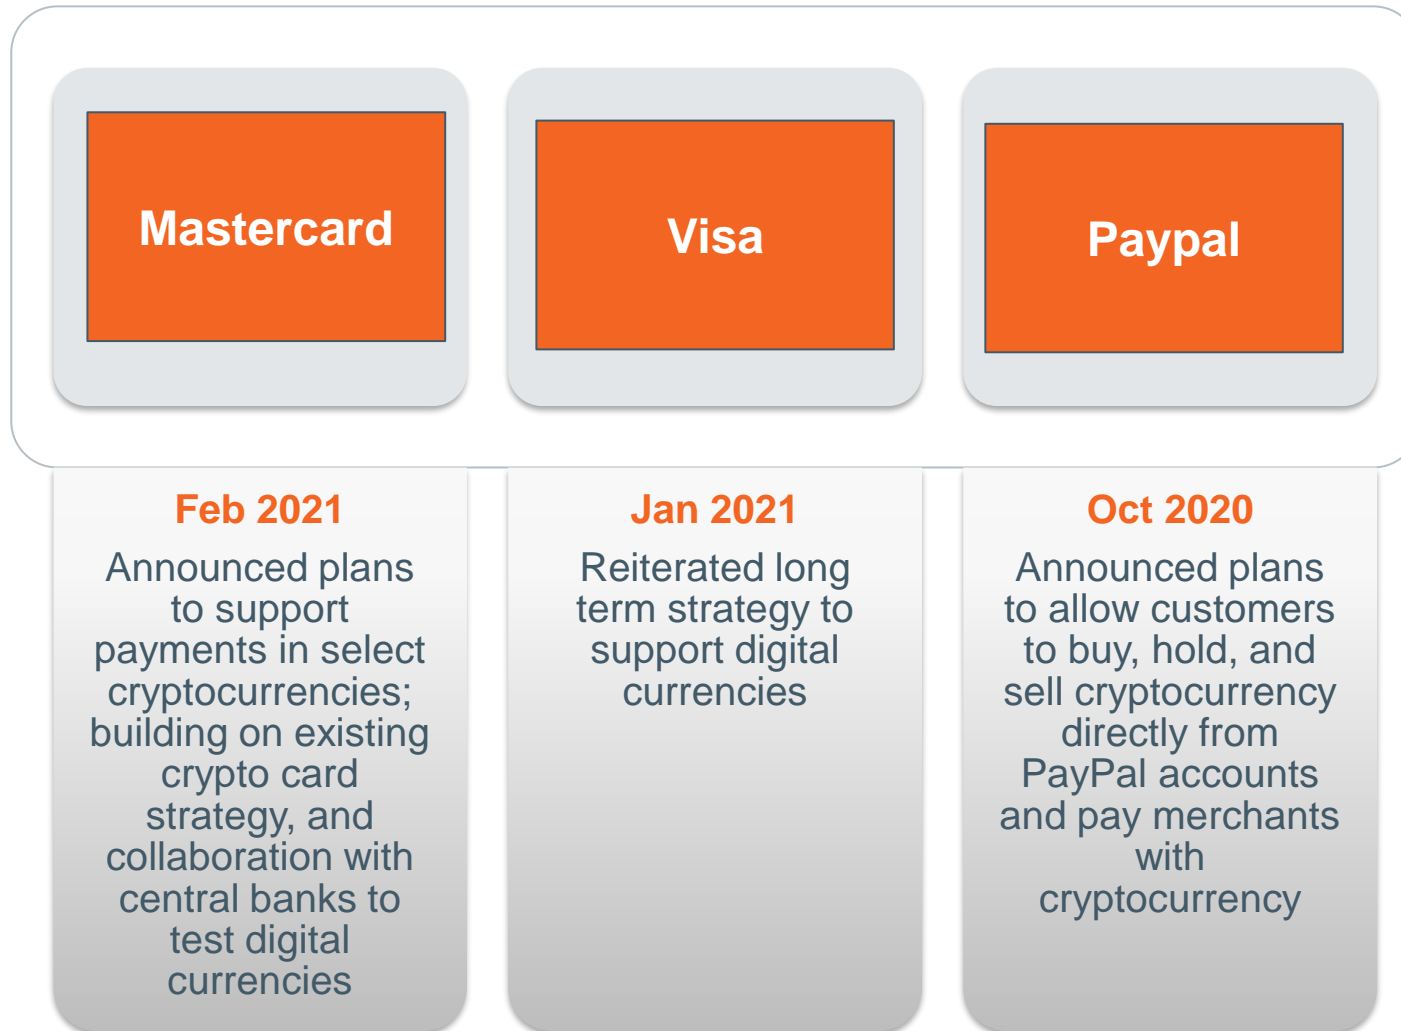 Mastercard
Visa
Paypal
Feb 2021
Announced plans
to support
payments in select
cryptocurrencies;
building on existing
crypto card
strategy, and
collaboration with
central banks to
test digital
currencies
Jan 2021
Reiterated long
term strategy to
support digital
currencies
Oct 2020
Announced plans
to allow customers
to buy, hold, and
sell cryptocurrency
directly from
PayPal accounts
and pay merchants
with
cryptocurrency